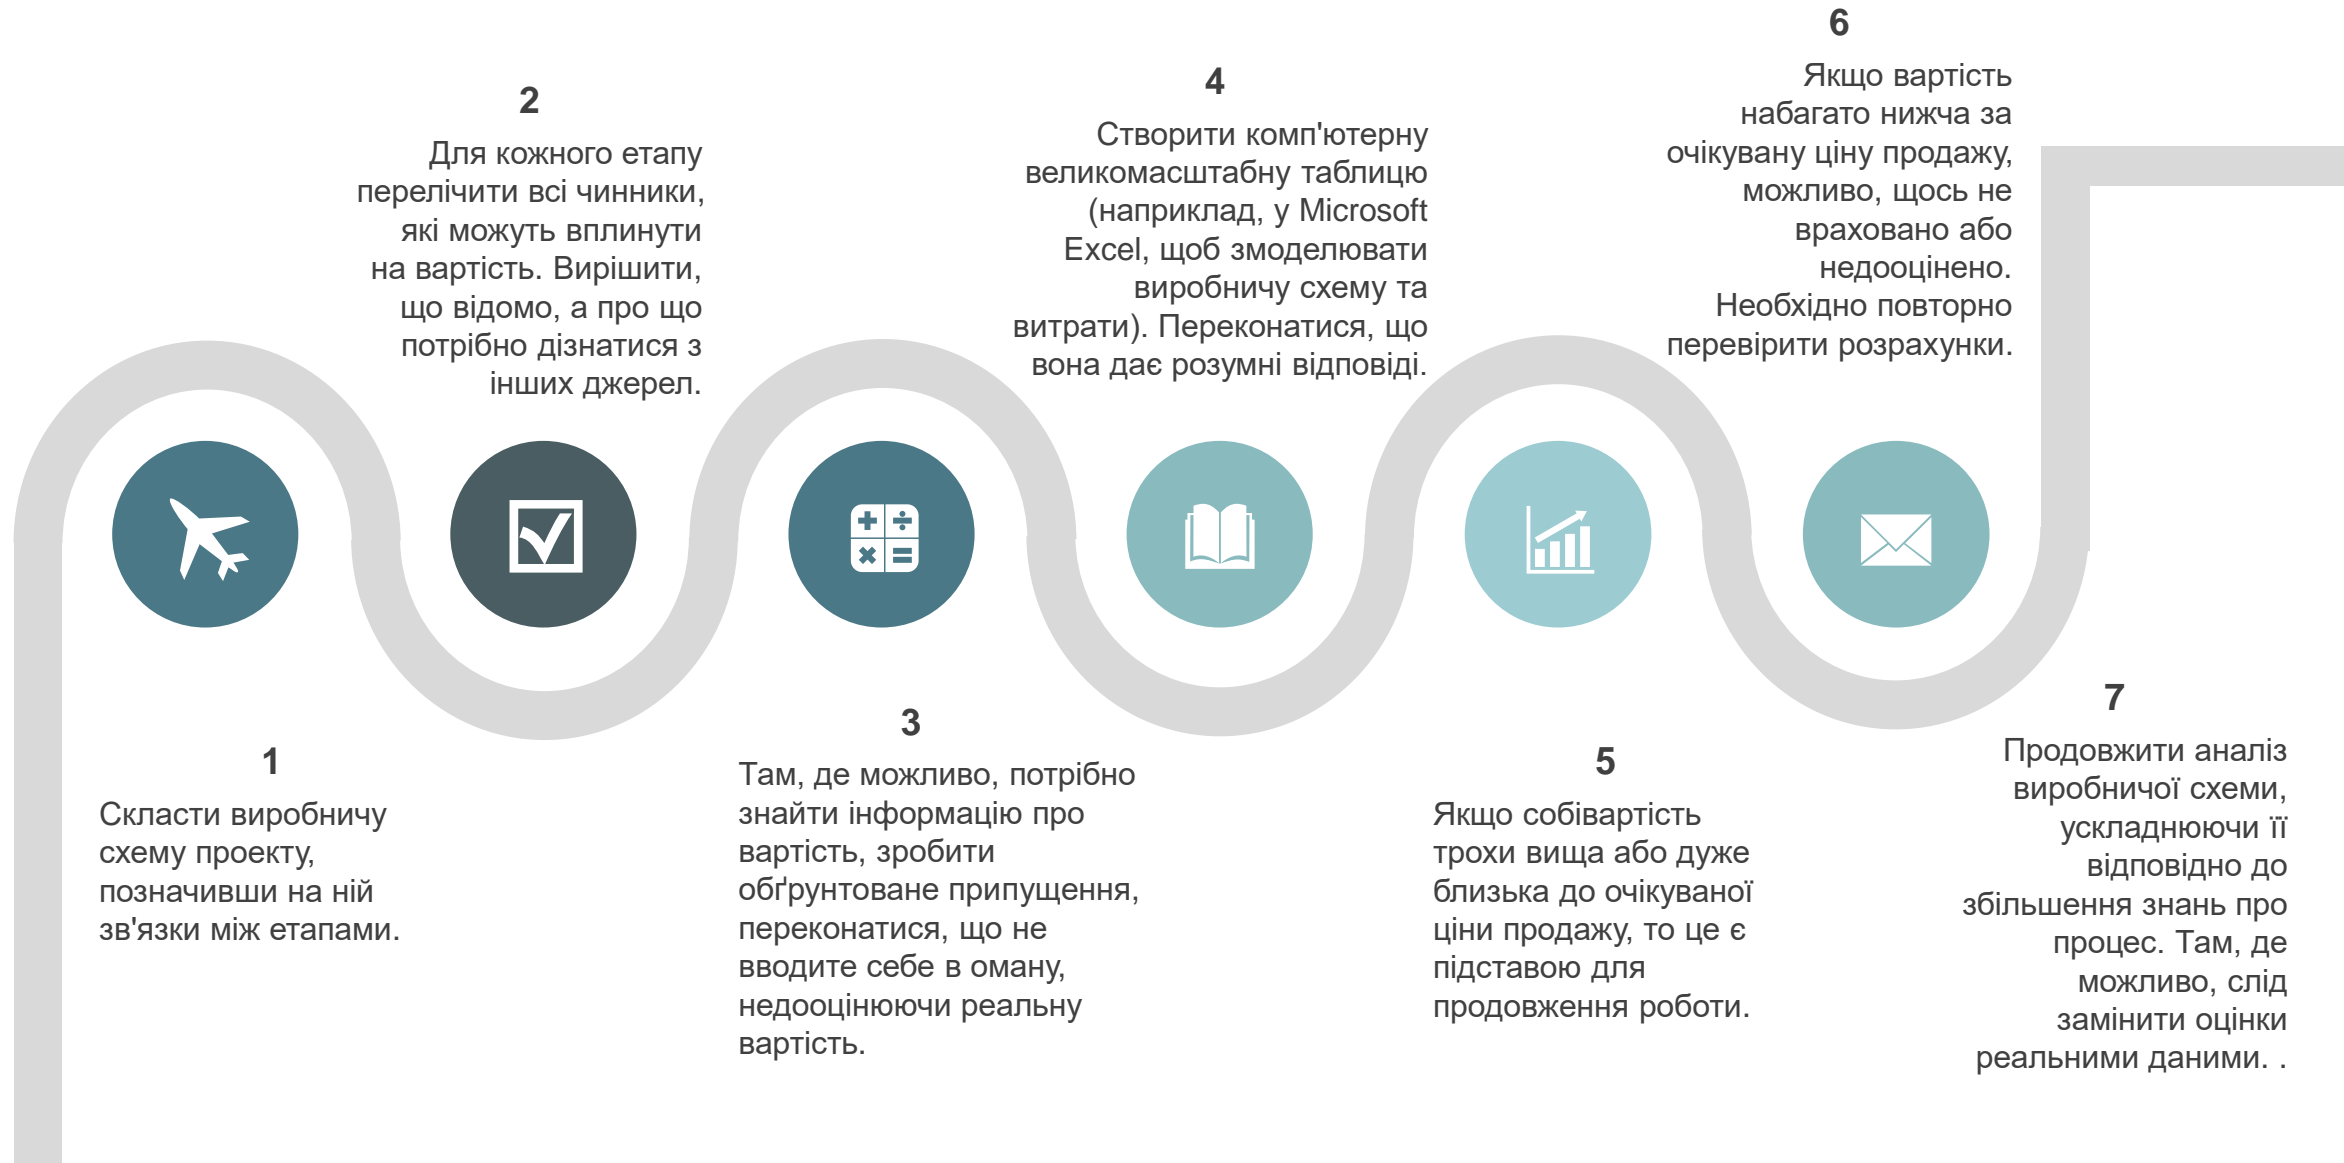 1
Скласти виробничу
схему проекту,
позначивши на ній
зв'язки між етапами.
2
Для кожного етапу
перелічити всі чинники,
які можуть вплинути
на вартість. Вирішити,
що відомо, а про що
потрібно дізнатися з
інших джерел.
3
Там, де можливо, потрібно
знайти інформацію про
вартість, зробити
обґрунтоване припущення,
переконатися, що не
вводите себе в оману,
недооцінюючи реальну
вартість.
4
Створити комп'ютерну
великомасштабну таблицю
(наприклад, у Microsoft
Excel, щоб змоделювати
виробничу схему та
витрати). Переконатися, що
вона дає розумні відповіді.
5
Якщо собівартість
трохи вища або дуже
близька до очікуваної
ціни продажу, то це є
підставою для
продовження роботи.
6
Якщо вартість
набагато нижча за
очікувану ціну продажу,
можливо, щось не
враховано або
недооцінено.
Необхідно повторно
перевірити розрахунки.
7
Продовжити аналіз
виробничої схеми,
ускладнюючи її
відповідно до
збільшення знань про
процес. Там, де
можливо, слід
замінити оцінки
реальними даними. .